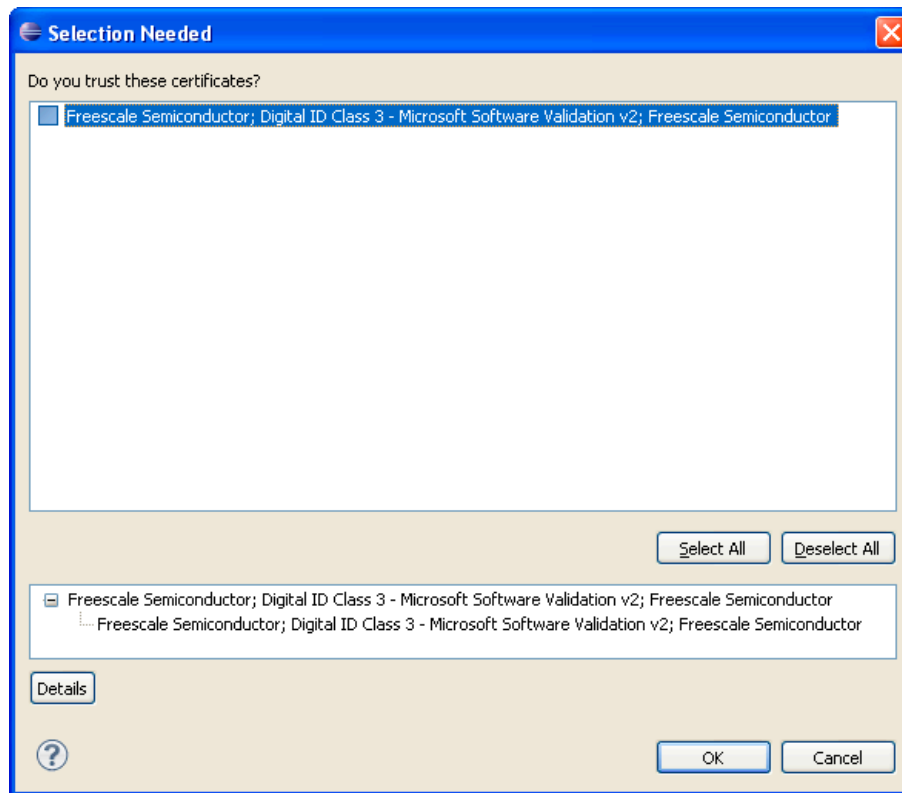 Selection Needed
Do you trust these certificates?
Freescale Semiconductor; Digital ID Class 3 - Microsoft Software Validation v2; Freescale Semiconductor
Select All
Deselect All
Freescale Semiconductor; Digital ID Class 3 - Microsoft Software Validation v2; Freescale Semiconductor
Freescale Semiconductor; Digital ID Class 3 - Microsoft Software Validation v2; Freescale Semiconductor
Details
?
OK
Cancel